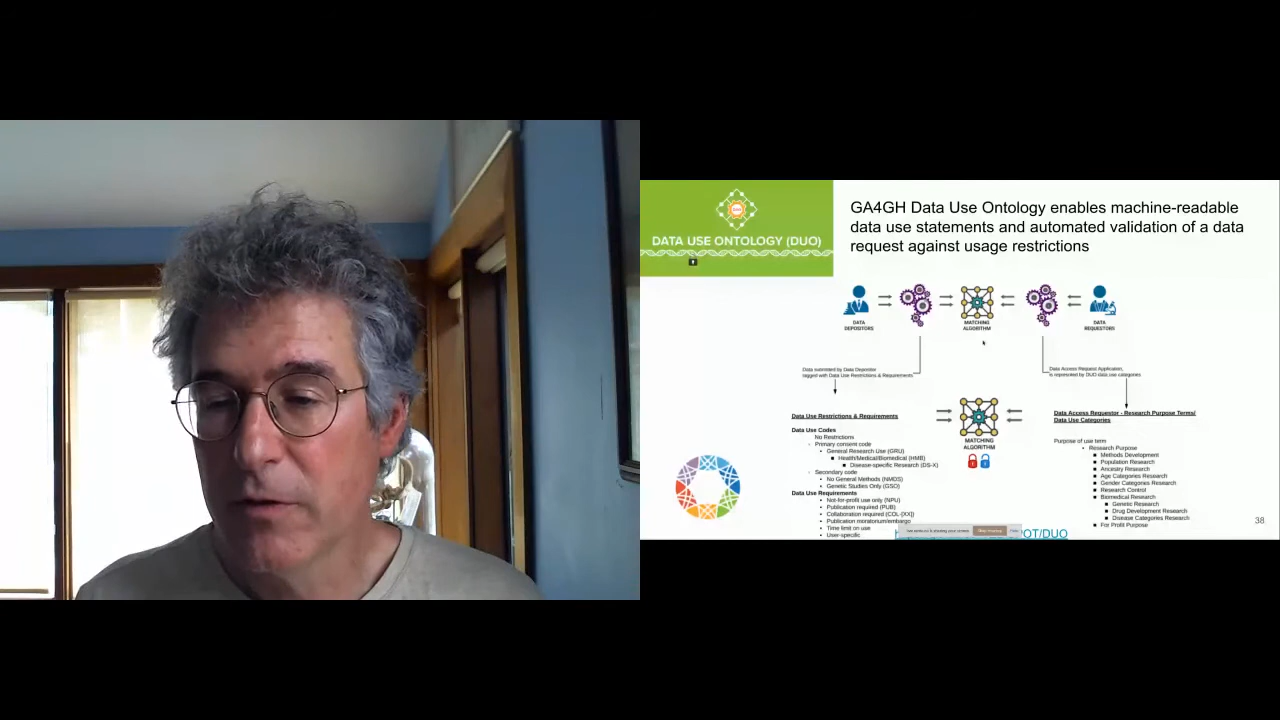 DATA USE ONTOLOGY (DUO)
GA4GH Data Use Ontology enables machine-readable
data use statements and automated validation of a data
request against usage restrictions
DATA
DEPOSITORS
MATCHING
ALGORITHM
DATA
REQUESTORS
Data submitted by Data Depositor
tagged with Data Use Restrictions & Requirements
Data Access Request Application,
is represented by DUO data use categories
Data Use Restrictions & Requirements
Data Use Codes
No Restrictions
Primary consent code
General Research Use (GRU)
Health/Medical/Biomedical (HMB)
Disease-specific Research (DS-X)
Secondary code
No General Methods (NMDS)
Genetic Studies Only (GSO)
Data Use Requirements
Not-for-profit use only (NPU)
Publication required (PUB)
Collaboration required (COL-[XX])
Publication moratorium/embargo
Time limit on use
User-specific
MATCHING
ALGORITHM
Data Access Requestor - Research Purpose Terms/
Data Use Categories
Purpose of use term
Research Purpose
Methods Development
Population Research
Ancestry Research
Age Categories Research
Gender Categories Research
Research Control
Biomedical Research
Genetic Research
Drug Development Research
Disease Categories Research
For Profit Purpose
OT/DUO
38